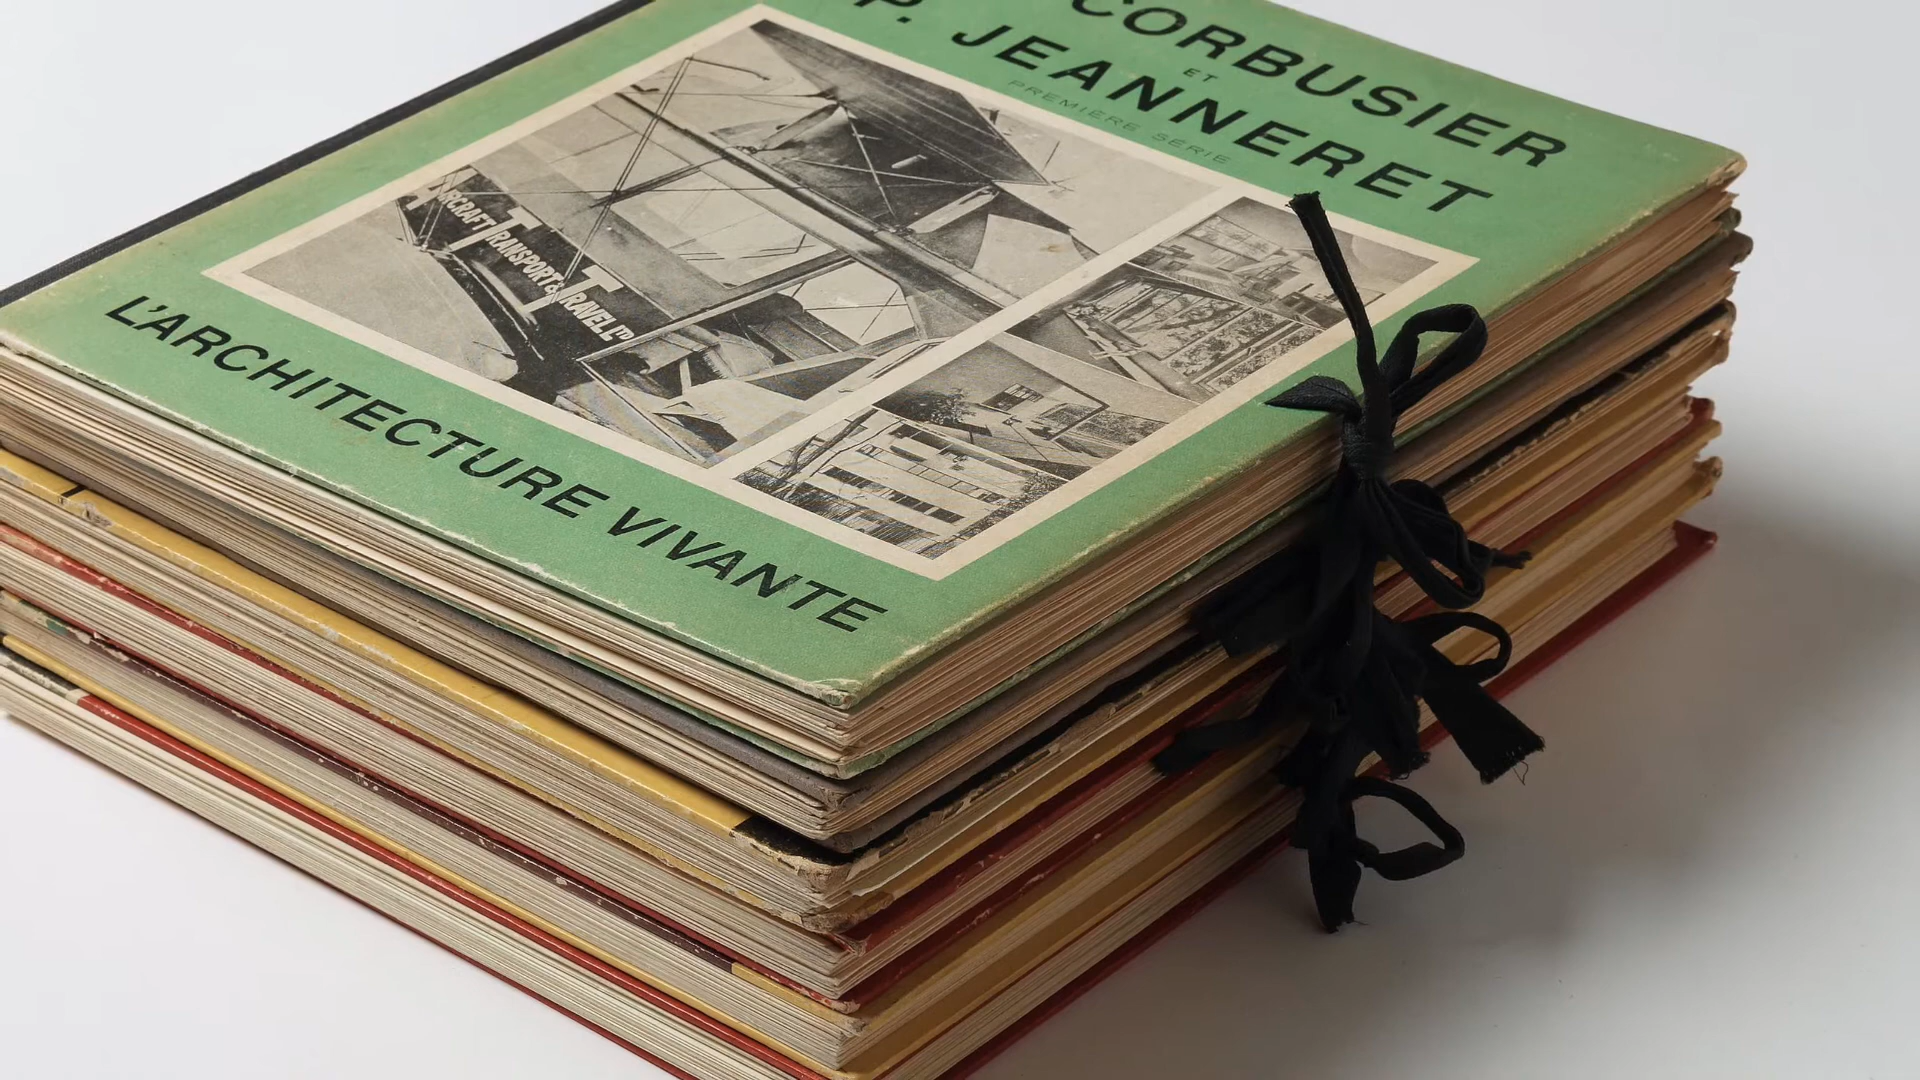 CORBUSIER
ET
P. JEANNERET
PREMIÈRE SÉRIE
AIRCRAFT TRANSPORT & TRAVEL LTD
L'ARCHITECTURE VIVANTE